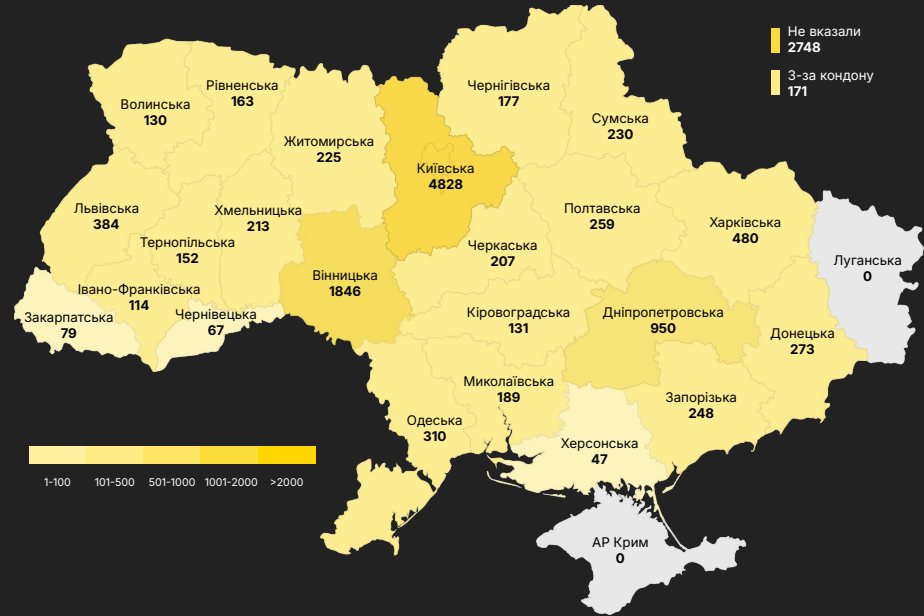 Не вказали
2748
З-за кондону
171
Волинська
130
Рівненська
163
Житомирська
225
Київська
4828
Чернігівська
177
Сумська
230
Львівська
384
Тернопільська
152
Хмельницька
213
Вінницька
1846
Черкаська
207
Полтавська
259
Харківська
480
Луганська
0
Закарпатська
79
Івано-Франківська
114
Чернівецька
67
Кіровоградська
131
Дніпропетровська
950
Донецька
273
Одеська
310
Миколаївська
189
Запорізька
248
Херсонська
47
АР Крим
0
1-100 101-500 501-1000 1001-2000 >2000